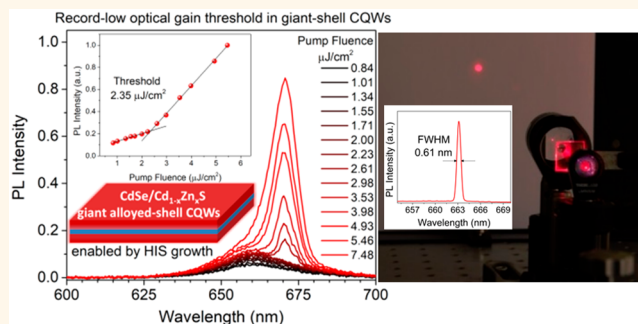 Record-low optical gain threshold in giant-shell CQWs
PL Intensity
1.0
0.8
0.6
0.4
0.2
0.0
600
625
650
675
700
Wavelength (nm)
PL Intensity (a.u.)
1.0
0.8
0.6
0.4
0.2
0.0
Threshold
2.35 µJ/cm²
1
2
3
4
5
6
Pump Fluence (µJ/cm²)
CdSe/Cd₁₋ₓZnₓS
giant alloyed-shell CQWs
enabled by HIS growth
Pump Fluence
µJ/cm²
0.84
1.01
1.34
1.55
1.71
2.00
2.23
2.61
2.98
3.53
3.98
4.93
5.46
7.48
PL Intensity (a.u.)
FWHM
0.61 nm
657
660
663
666
669
Wavelength (nm)